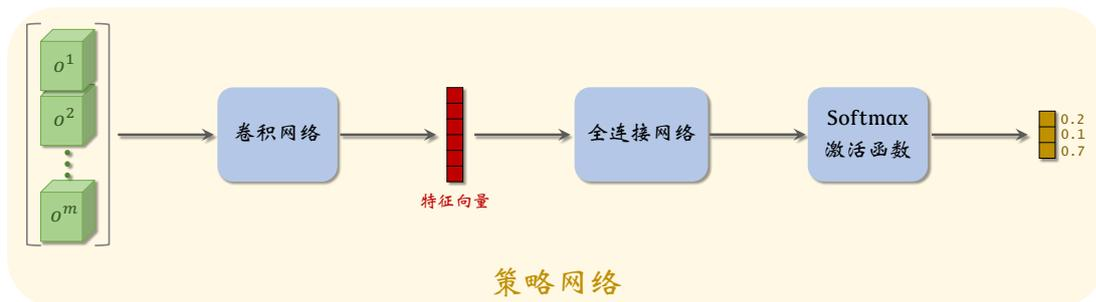 o¹
o²
oᵐ
卷积网络
特征向量
全连接网络
Softmax
激活函数
0.2
0.1
0.7
策略网络